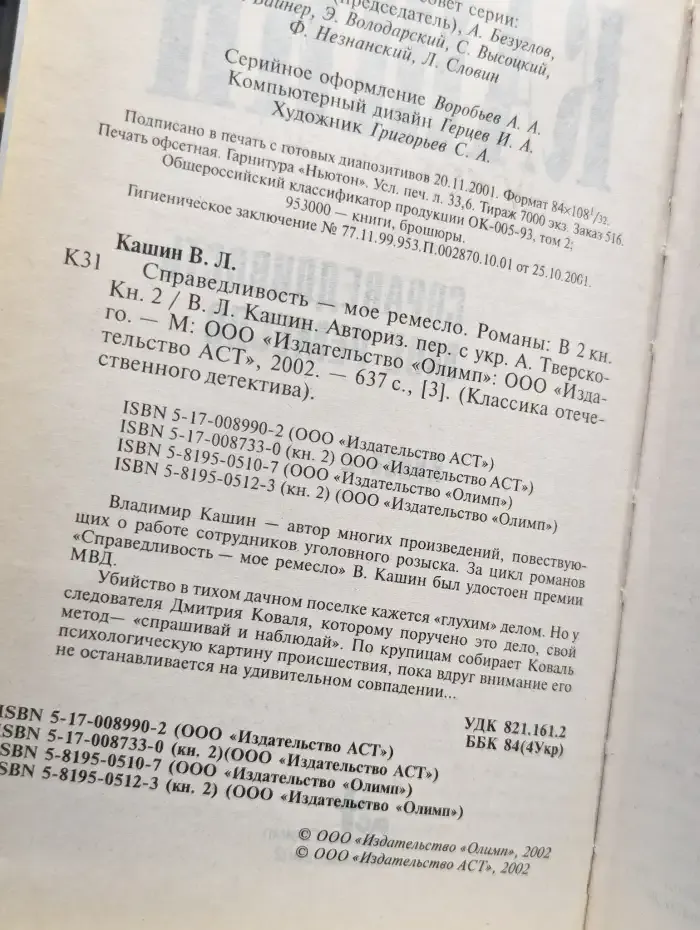 совет серии:
(председатель), А. Безуглов,
Вайнер, Э. Володарский, С. Высоцкий,
Ф. Незнанский, Л. Словин
Серийное оформление Воробьев А. А.
Компьютерный дизайн Герцев И. А.
Художник Григорьев С. А.
Подписано в печать с готовых диапозитивов 20.11.2001. Формат 84×108 1/32.
Печать офсетная. Гарнитура «Ньютон». Усл. печ. л. 33,6. Тираж 7000 экз. Заказ 516.
Общероссийский классификатор продукции ОК-005-93, том 2;
953000 — книги, брошюры.
Гигиеническое заключение № 77.11.99.953.П.002870.10.01 от 25.10.2001.
Кашин В. Л.
К31
Справедливость — мое ремесло. Романы: В 2 кн.
Кн. 2 / В. Л. Кашин. Авториз. пер. с укр. А. Тверско-
го. — М: ООО «Издательство «Олимп»: ООО «Изда-
тельство АСТ», 2002. — 637 с., [3]. (Классика отече-
ственного детектива).
ISBN 5-17-008990-2 (ООО «Издательство АСТ»)
ISBN 5-17-008733-0 (кн. 2) ООО «Издательство АСТ»)
ISBN 5-8195-0510-7 (ООО «Издательство «Олимп»)
ISBN 5-8195-0512-3 (кн. 2) (ООО «Издательство «Олимп»)
Владимир Кашин — автор многих произведений, повествую-
щих о работе сотрудников уголовного розыска. За цикл романов
«Справедливость — мое ремесло» В. Кашин был удостоен премии
МВД.
Убийство в тихом дачном поселке кажется «глухим» делом. Но у
следователя Дмитрия Коваля, которому поручено это дело, свой
метод— «спрашивай и наблюдай». По крупицам собирает Коваль
психологическую картину происшествия, пока вдруг внимание его
не останавливается на удивительном совпадении...
УДК 821.161.2
ББК 84(4Укр)
ISBN 5-17-008990-2 (ООО «Издательство АСТ»)
ISBN 5-17-008733-0 (кн. 2)(ООО «Издательство АСТ»)
ISBN 5-8195-0510-7 (ООО «Издательство «Олимп»)
ISBN 5-8195-0512-3 (кн. 2) (ООО «Издательство «Олимп»)
© ООО «Издательство «Олимп», 2002
© ООО «Издательство АСТ», 2002